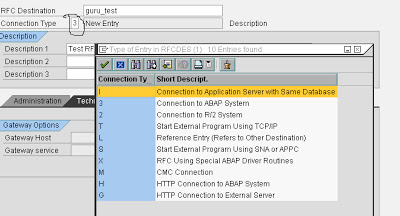 RFC Destination guru_test
Connection Type 3 New Entry Description
Description
Description 1 Test RF
Description 2
Description 3
Administration Techn
Gateway Options
Gateway Host
Gateway service
Type of Entry in RFCDES (1) 10 Entries found
Connection Ty Short Descript.
I Connection to Application Server with Same Database
3 Connection to ABAP System
2 Connection to R/2 System
T Start External Program Using TCP/IP
L Reference Entry (Refers to Other Destination)
S Start External Program Using SNA or APPC
X RFC Using Special ABAP Driver Routines
M CMC Connection
H HTTP Connection to ABAP System
G HTTP Connection to External Server